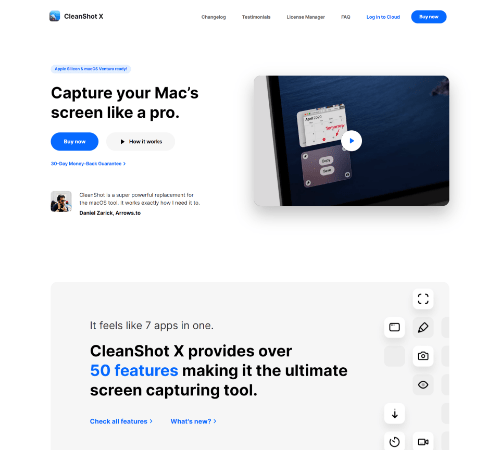 CleanShot X
Changelog
Testimonials
License Manager
FAQ
Log in to Cloud
Buy now
Apple Silicon & macOS Ventura ready!
Capture your Mac's
screen like a pro.
Buy now
How it works
30-Day Money-Back Guarantee
CleanShot is a super powerful replacement for
the macOS tool. It works exactly how I need it to.
Daniel Zarick, Arrows.to
Copy
Save
It feels like 7 apps in one.
CleanShot X provides over
50 features making it the ultimate
screen capturing tool.
Check all features
What's new?